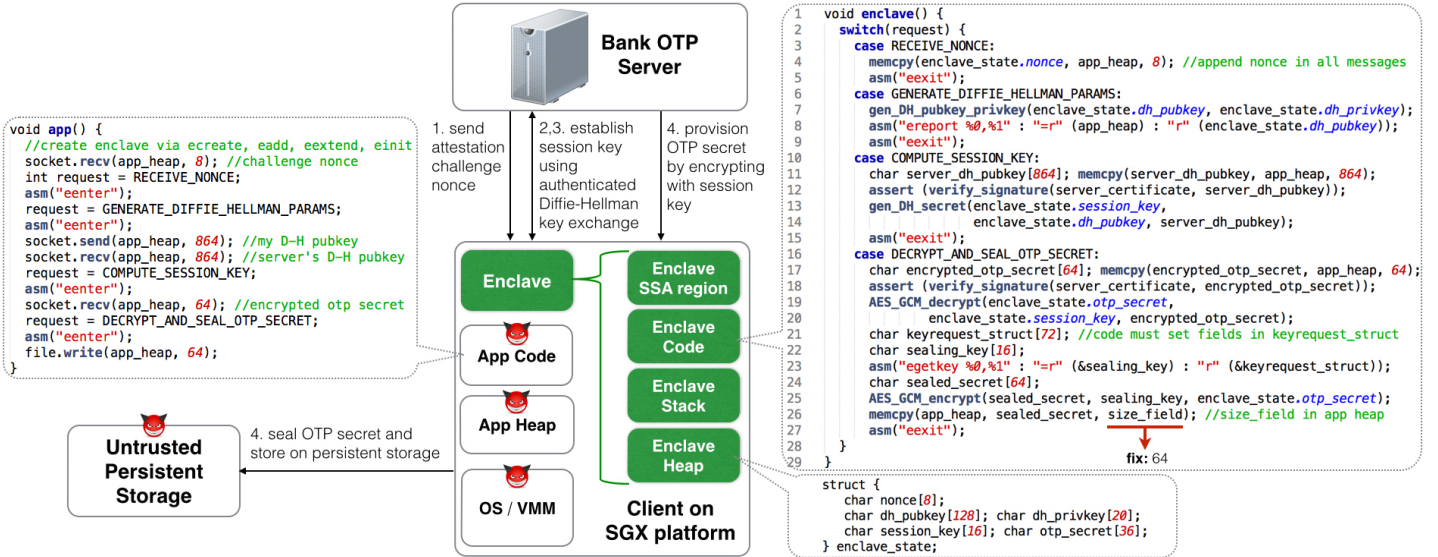 Bank OTP
Server
void app() {
//create enclave via ecreate, eadd, eextend, einit
socket.recv(app_heap, 8); //challenge nonce
int request = RECEIVE_NONCE;
asm("eenter");
request = GENERATE_DIFFIE_HELLMAN_PARAMS;
asm("eenter");
socket.send(app_heap, 864); //my D-H pubkey
socket.recv(app_heap, 864); //server's D-H pubkey
request = COMPUTE_SESSION_KEY;
asm("eenter");
socket.recv(app_heap, 64); //encrypted otp secret
request = DECRYPT_AND_SEAL_OTP_SECRET;
asm("eenter");
file.write(app_heap, 64);
}
1. send
attestation
challenge
nonce
2,3. establish
session key
using
authenticated
Diffie-Hellman
key exchange
4. provision
OTP secret
by encrypting
with session
key
Enclave
App Code
App Heap
OS / VMM
Enclave
SSA region
Enclave
Code
Enclave
Stack
Enclave
Heap
Client on
SGX platform
4. seal OTP secret and
store on persistent storage
Untrusted
Persistent
Storage
1 void enclave() {
2 switch(request) {
3 case RECEIVE_NONCE:
4 memcpy(enclave_state.nonce, app_heap, 8); //append nonce in all messages
5 asm("eexit");
6 case GENERATE_DIFFIE_HELLMAN_PARAMS:
7 gen_DH_pubkey_privkey(enclave_state.dh_pubkey, enclave_state.dh_privkey);
8 asm("ereport %0,%1" : "=r" (app_heap) : "r" (enclave_state.dh_pubkey));
9 asm("eexit");
10 case COMPUTE_SESSION_KEY:
11 char server_dh_pubkey[864]; memcpy(server_dh_pubkey, app_heap, 864);
12 assert (verify_signature(server_certificate, server_dh_pubkey));
13 gen_DH_secret(enclave_state.session_key,
14 enclave_state.dh_pubkey, server_dh_pubkey);
15 asm("eexit");
16 case DECRYPT_AND_SEAL_OTP_SECRET:
17 char encrypted_otp_secret[64]; memcpy(encrypted_otp_secret, app_heap, 64);
18 assert (verify_signature(server_certificate, encrypted_otp_secret));
19 AES_GCM_decrypt(enclave_state.otp_secret,
20 enclave_state.session_key, encrypted_otp_secret);
21 char keyrequest_struct[72]; //code must set fields in keyrequest_struct
22 char sealing_key[16];
23 asm("egetkey %0,%1" : "=r" (&sealing_key) : "r" (&keyrequest_struct));
24 char sealed_secret[64];
25 AES_GCM_encrypt(sealed_secret, sealing_key, enclave_state.otp_secret);
26 memcpy(app_heap, sealed_secret, size_field); //size_field in app heap
27 asm("eexit");
28 }
29 }
fix: 64
struct {
char nonce[8];
char dh_pubkey[128]; char dh_privkey[20];
char session_key[16]; char otp_secret[36];
} enclave_state;